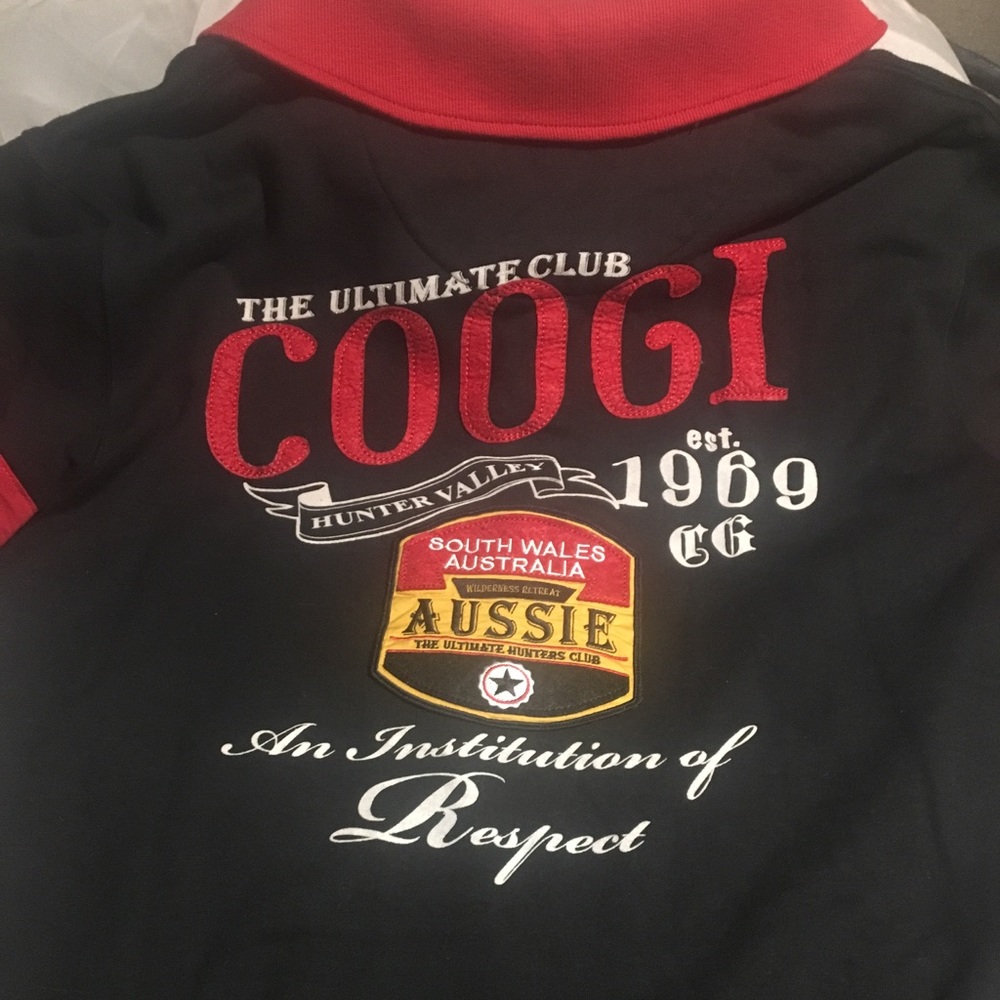 THE ULTIMATE CLUB
COOGI
est.
1969
CG
HUNTER VALLEY
SOUTH WALES
AUSTRALIA
WILDERNESS RETREAT
AUSSIE
THE ULTIMATE HUNTERS CLUB
An Institution of
Respect